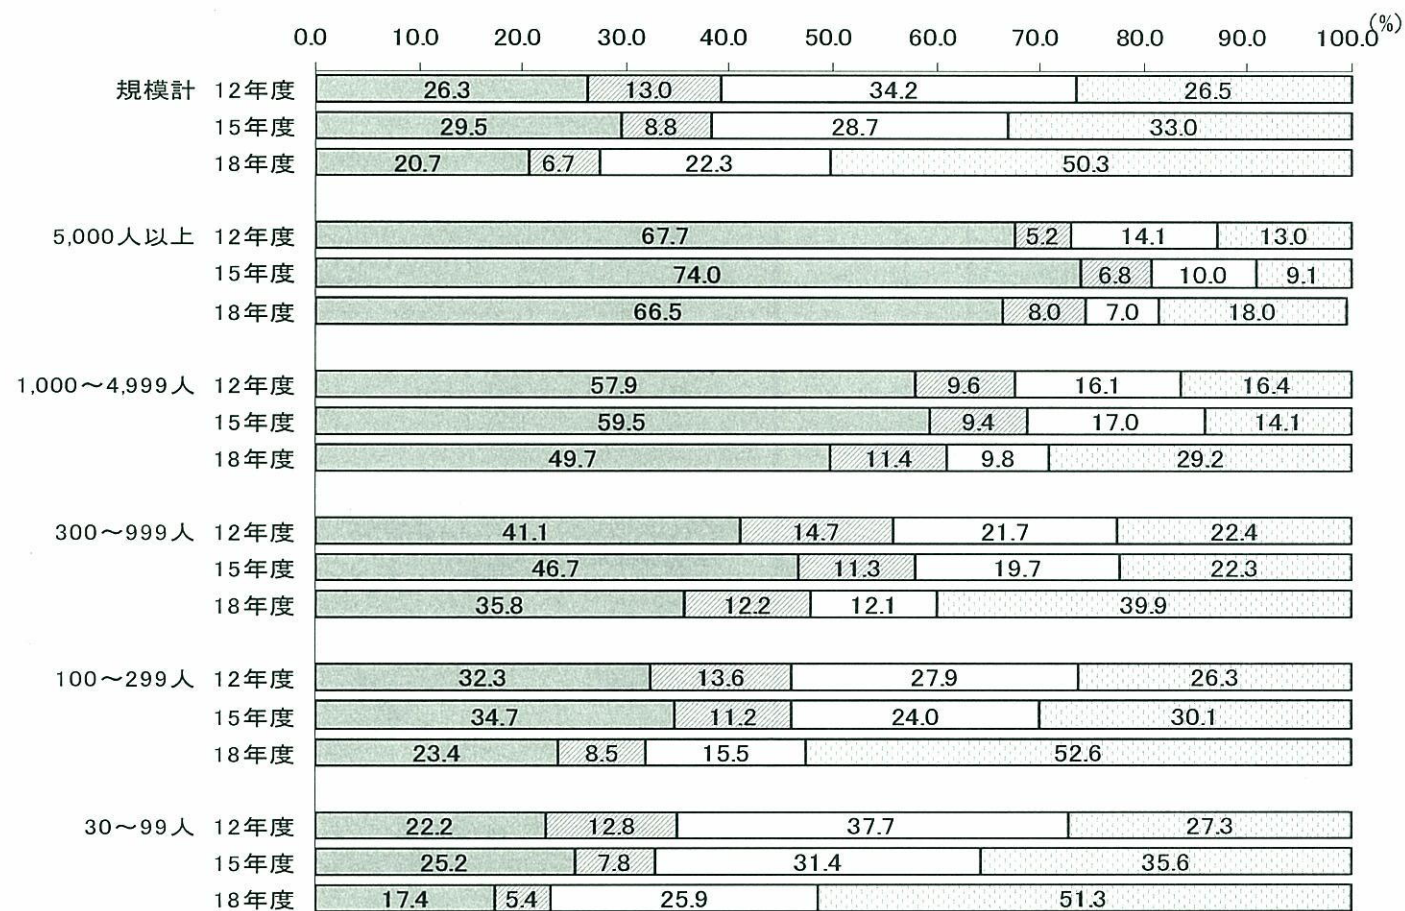 (%)
0.0 10.0 20.0 30.0 40.0 50.0 60.0 70.0 80.0 90.0 100.0
規模計 12年度 26.3 13.0 34.2 26.5
15年度 29.5 8.8 28.7 33.0
18年度 20.7 6.7 22.3 50.3
5,000人以上 12年度 67.7 5.2 14.1 13.0
15年度 74.0 6.8 10.0 9.1
18年度 66.5 8.0 7.0 18.0
1,000～4,999人 12年度 57.9 9.6 16.1 16.4
15年度 59.5 9.4 17.0 14.1
18年度 49.7 11.4 9.8 29.2
300～999人 12年度 41.1 14.7 21.7 22.4
15年度 46.7 11.3 19.7 22.3
18年度 35.8 12.2 12.1 39.9
100～299人 12年度 32.3 13.6 27.9 26.3
15年度 34.7 11.2 24.0 30.1
18年度 23.4 8.5 15.5 52.6
30～99人 12年度 22.2 12.8 37.7 27.3
15年度 25.2 7.8 31.4 35.6
18年度 17.4 5.4 25.9 51.3